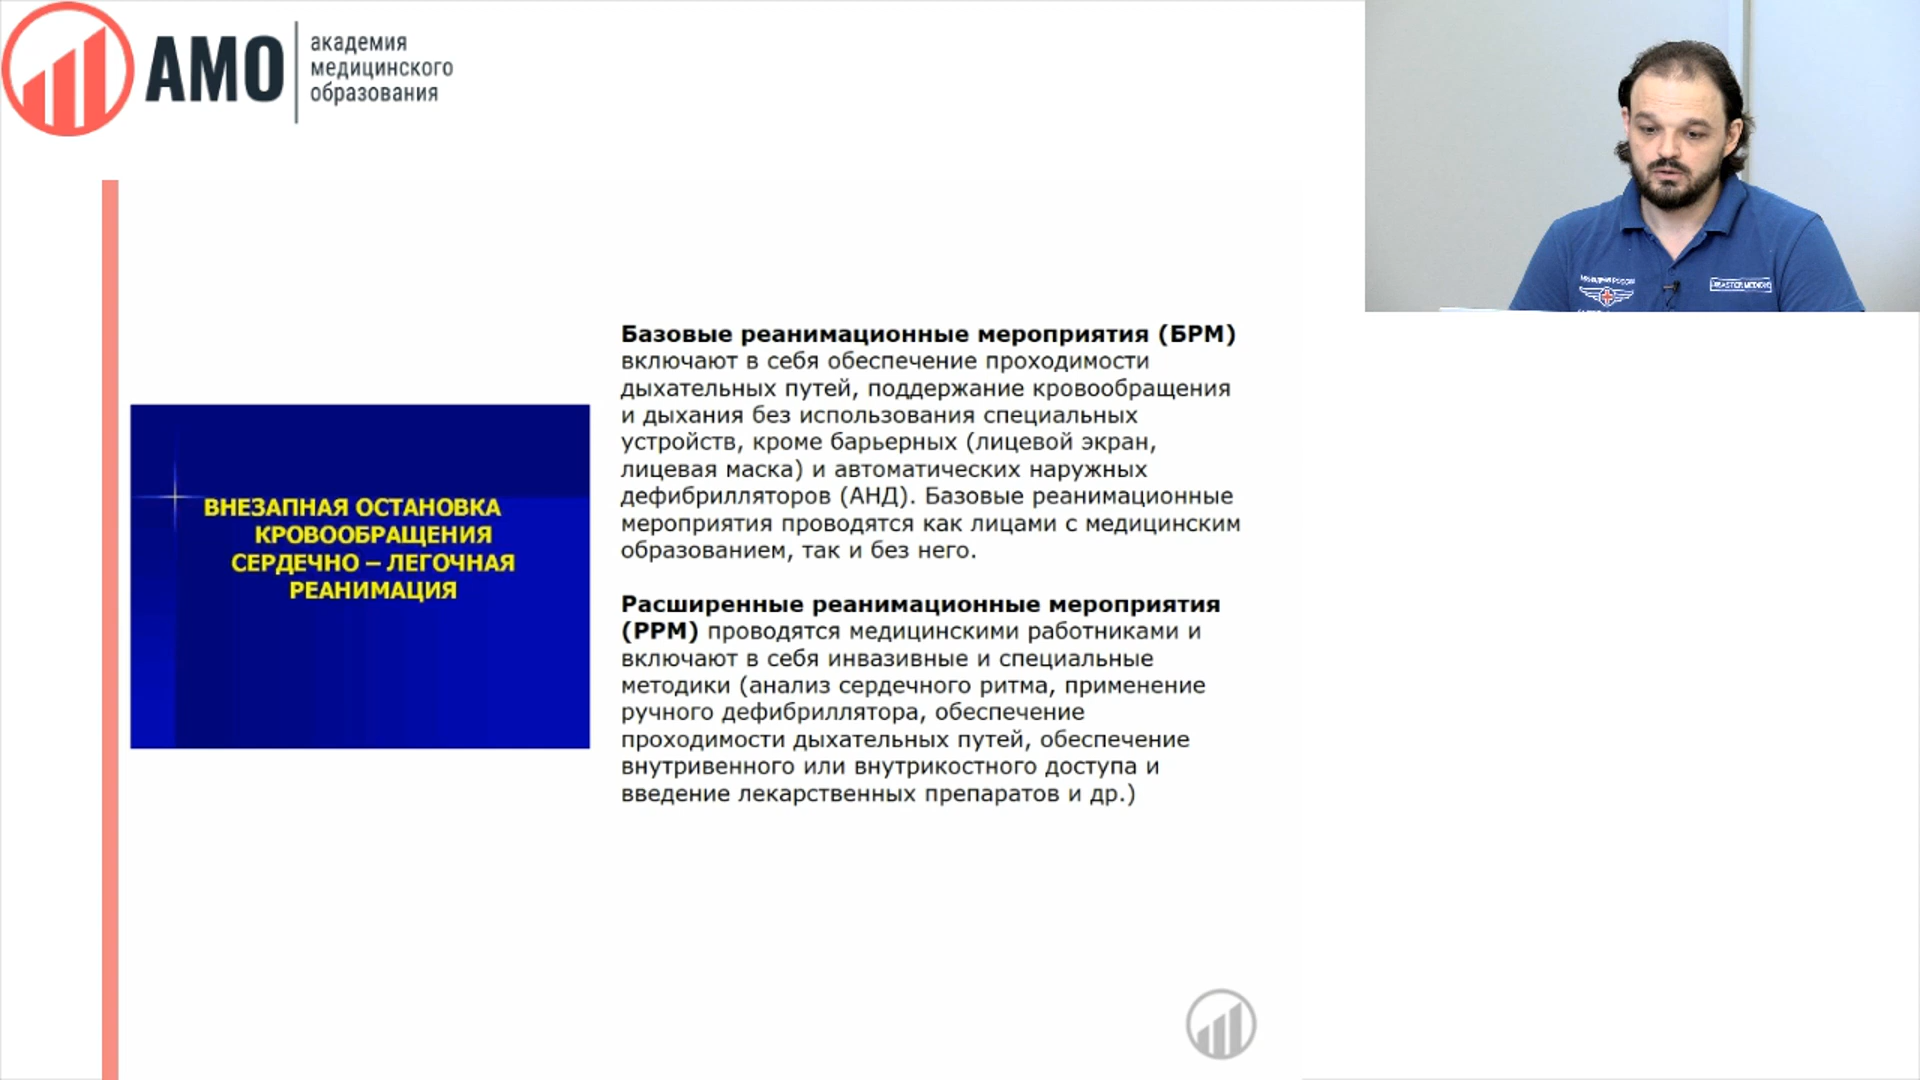 АМО
академия
медицинского
образования
ВНЕЗАПНАЯ ОСТАНОВКА
КРОВООБРАЩЕНИЯ
СЕРДЕЧНО – ЛЕГОЧНАЯ
РЕАНИМАЦИЯ
Базовые реанимационные мероприятия (БРМ)
включают в себя обеспечение проходимости
дыхательных путей, поддержание кровообращения
и дыхания без использования специальных
устройств, кроме барьерных (лицевой экран,
лицевая маска) и автоматических наружных
дефибрилляторов (АНД). Базовые реанимационные
мероприятия проводятся как лицами с медицинским
образованием, так и без него.
Расширенные реанимационные мероприятия
(РРМ) проводятся медицинскими работниками и
включают в себя инвазивные и специальные
методики (анализ сердечного ритма, применение
ручного дефибриллятора, обеспечение
проходимости дыхательных путей, обеспечение
внутривенного или внутрикостного доступа и
введение лекарственных препаратов и др.)